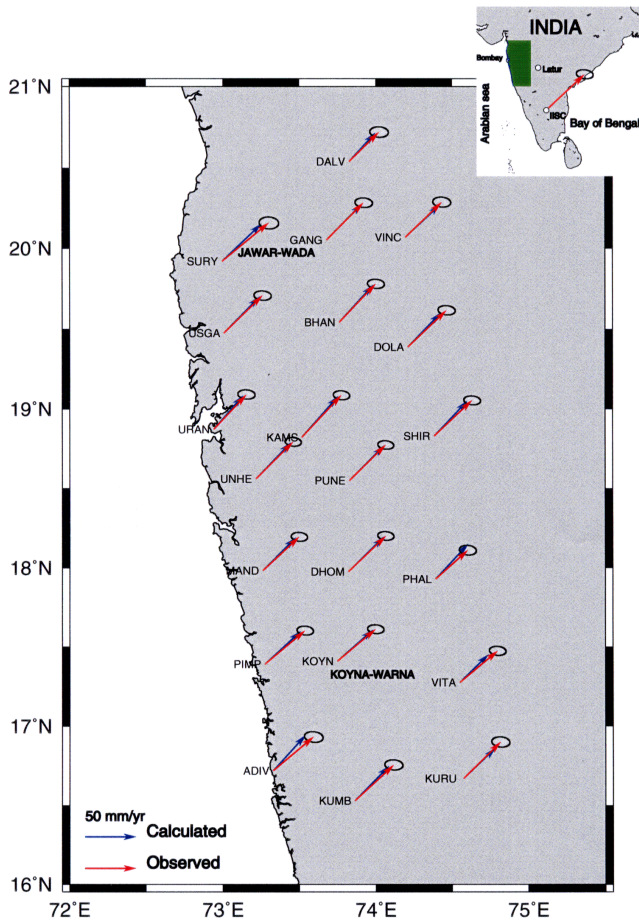 INDIA
Bombay
Latur
IISC
Arabian sea
Bay of Bengal
21°N
20°N
19°N
18°N
17°N
16°N
DALV
GANG
VINC
SURY
JAWAR-WADA
USGA
BHAN
DOLA
URAN
KAMS
SHIR
UNHE
PUNE
DHOM
PHAL
PIMP
KOYN
KOYNA-WARNA
VITA
ADIV
KUMB
KURU
50 mm/yr
Calculated
Observed
72°E
73°E
74°E
75°E